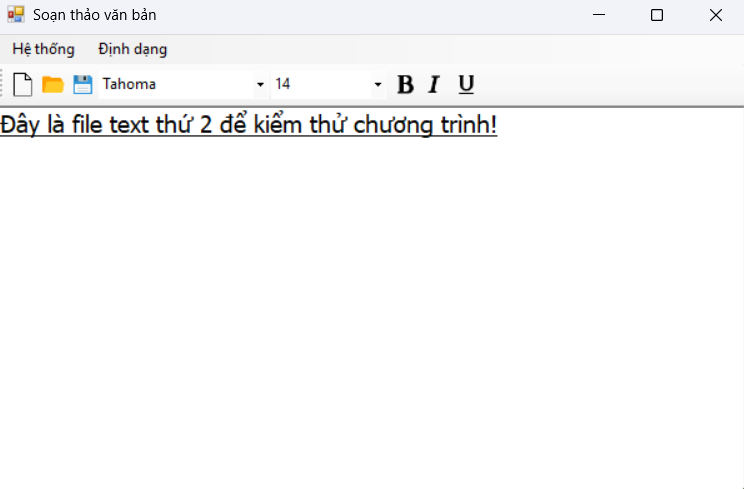 Soạn thảo văn bản
Hệ thống Định dạng
Tahoma 14 B I U
Đây là file text thứ 2 để kiểm thử chương trình!